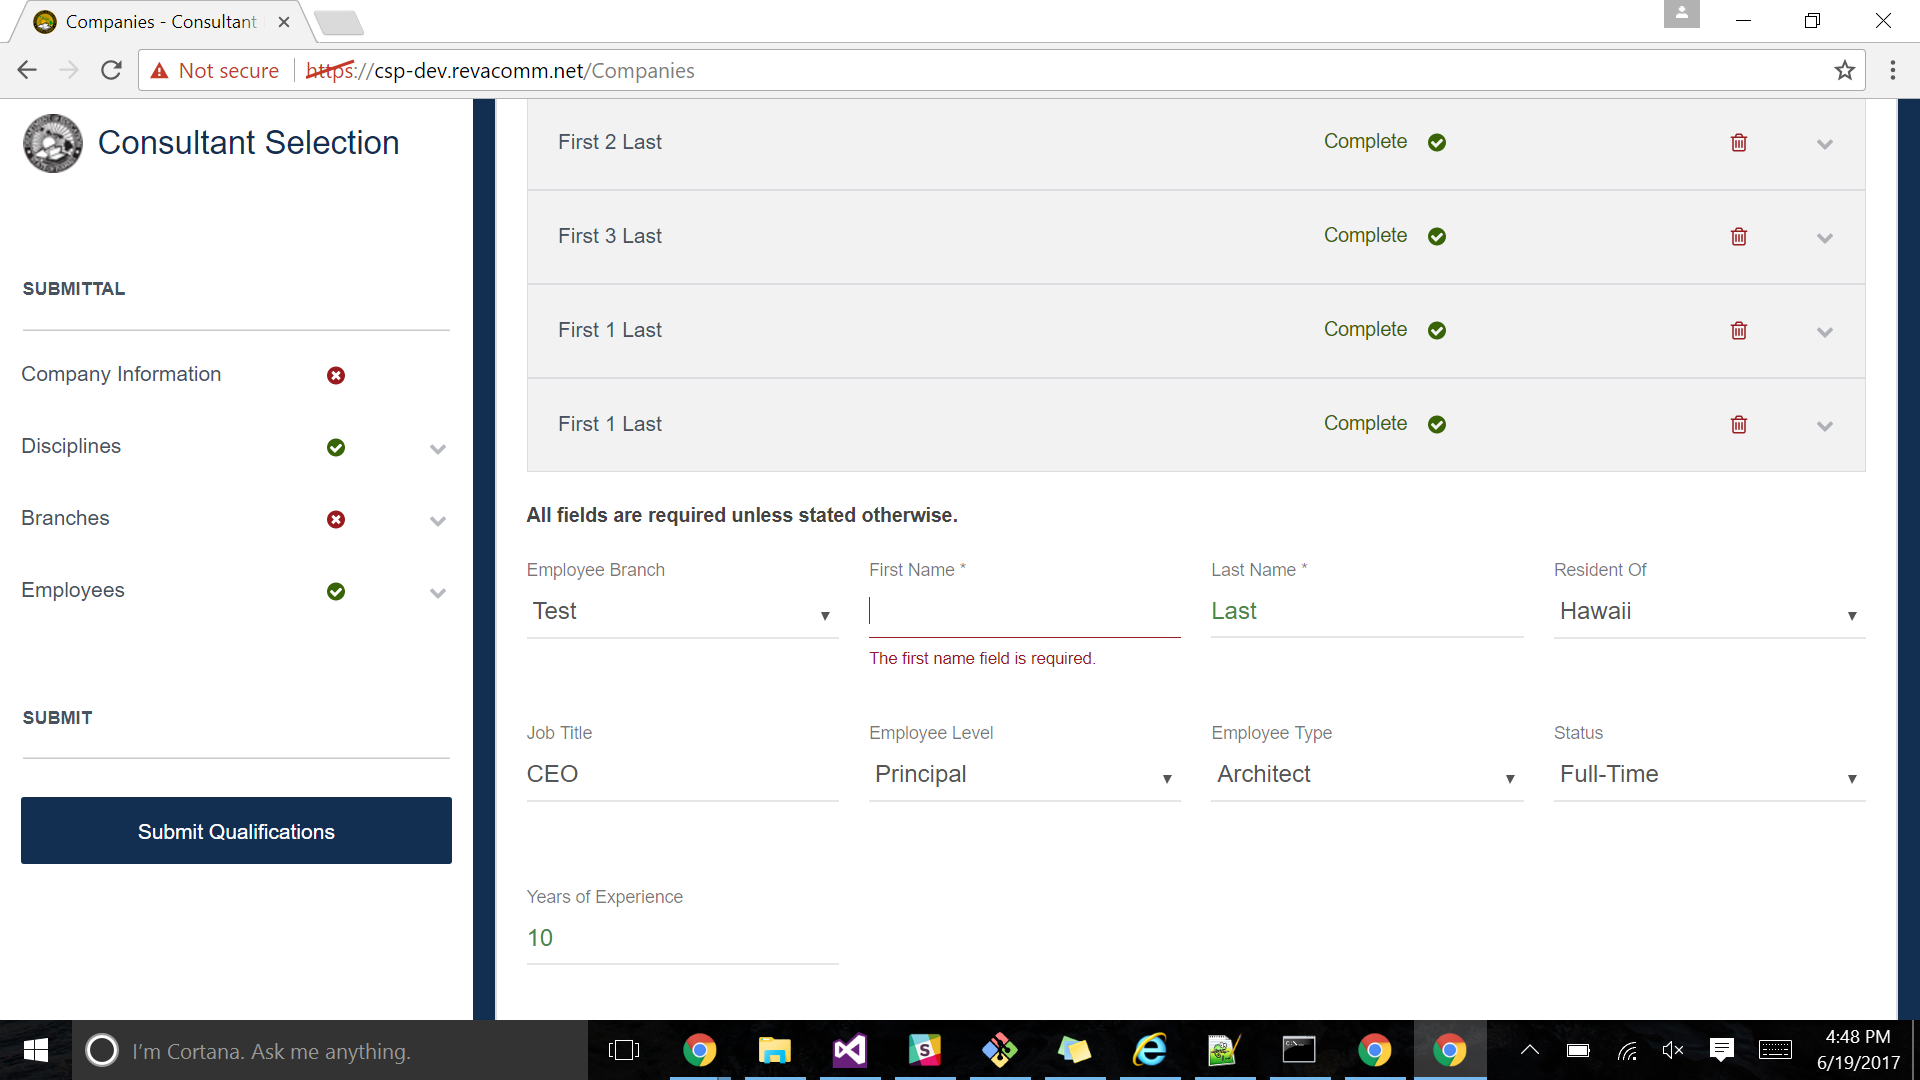 Companies - Consultant
Not secure https://csp-dev.revacomm.net/Companies
Consultant Selection
SUBMITTAL
Company Information
Disciplines
Branches
Employees
SUBMIT
Submit Qualifications
First 2 Last Complete
First 3 Last Complete
First 1 Last Complete
First 1 Last Complete
All fields are required unless stated otherwise.
Employee Branch First Name * Last Name * Resident Of
Test Last Hawaii
The first name field is required.
Job Title Employee Level Employee Type Status
CEO Principal Architect Full-Time
Years of Experience
10
I'm Cortana. Ask me anything.
4:48 PM
6/19/2017